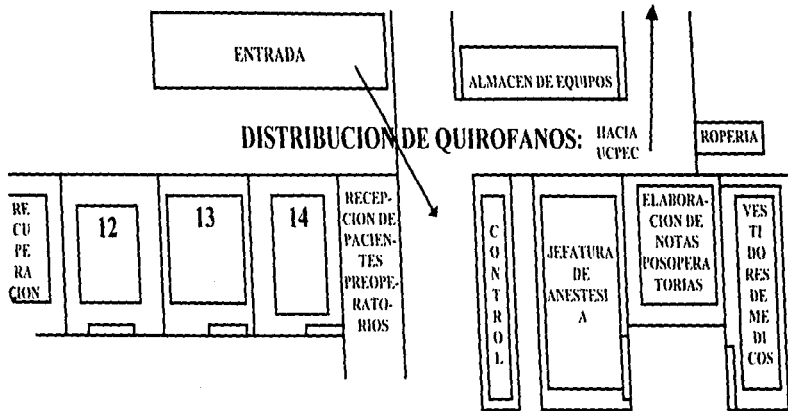 ENTRADA
ALMACEN DE EQUIPOS
DISTRIBUCION DE QUIROFANOS:
HACIA
UCPEC
ROPERIA
RE
CU
PE
RA
CION
12
13
14
RECEP-
CION DE
PACIEN-
TES
PREOPE-
RATO-
RIOS
C
O
N
T
R
O
L
JEFATURA
DE
ANESTESI
A
ELABORA-
CION DE
NOTAS
POSOPERA
TORIAS
VES
TI
DO
RES
DE
ME
DI
COS